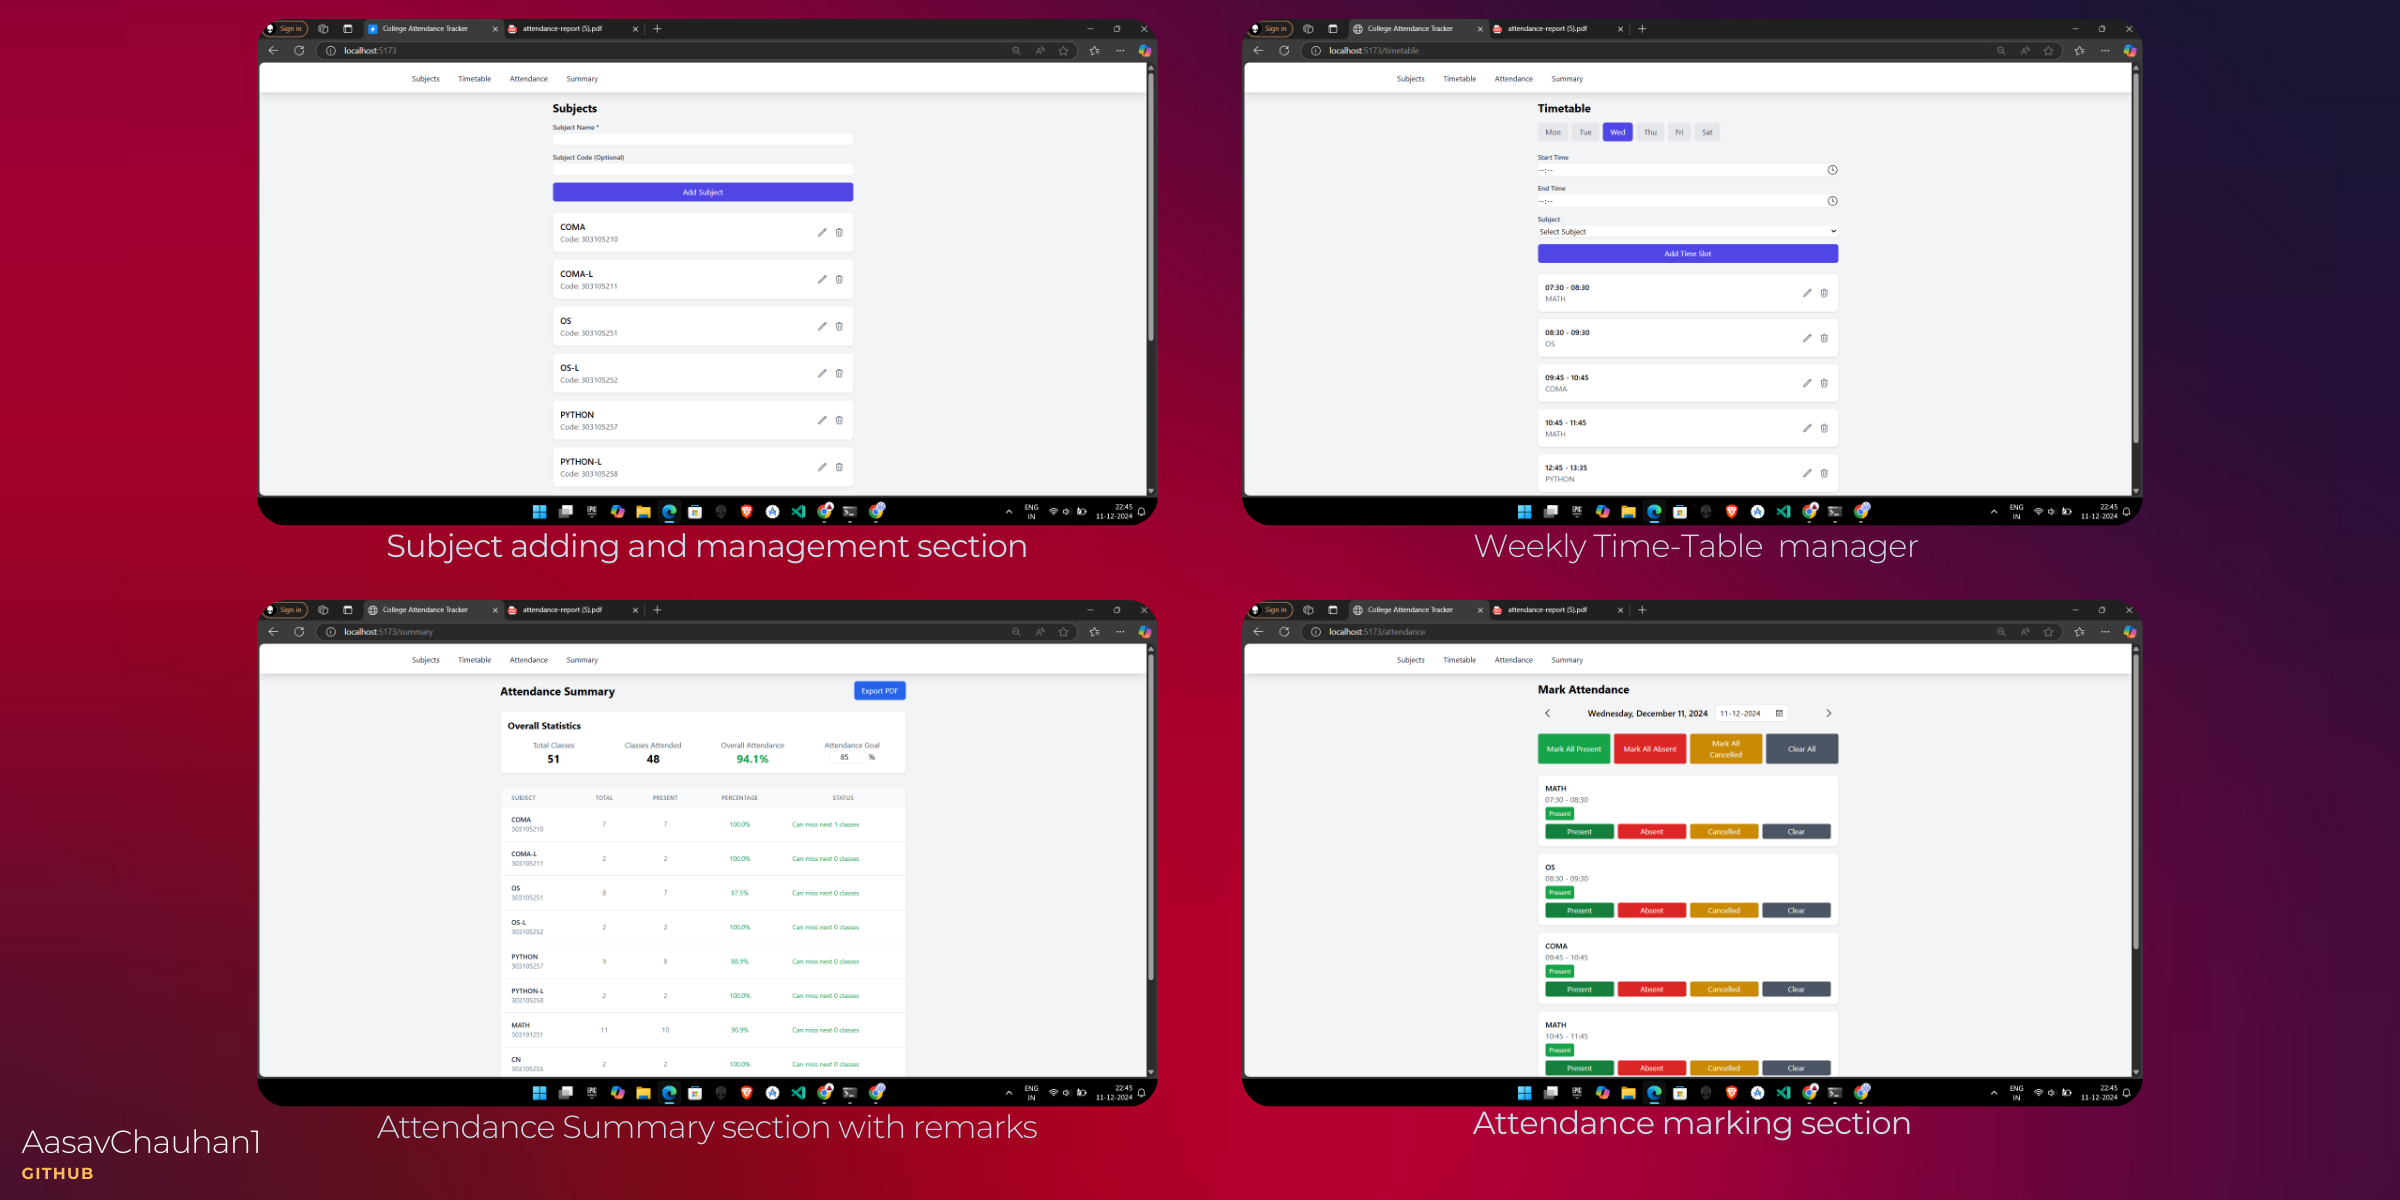 Sign in
College Attendance Tracker
attendance-report (5).pdf
localhost:5173
Subjects Timetable Attendance Summary
Subjects
Subject Name *
Subject Code (Optional)
Add Subject
COMA
Code: 303105210
COMA-L
Code: 303105211
OS
Code: 303105251
OS-L
Code: 303105252
PYTHON
Code: 303105257
PYTHON-L
Code: 303105258
ENG
IN
22:45
11-12-2024
Subject adding and management section
Sign in
College Attendance Tracker
attendance-report (5).pdf
localhost:5173/timetable
Subjects Timetable Attendance Summary
Timetable
Mon Tue Wed Thu Fri Sat
Start Time
--:--
End Time
--:--
Subject
Select Subject
Add Time Slot
07:30 - 08:30
MATH
08:30 - 09:30
OS
09:45 - 10:45
COMA
10:45 - 11:45
MATH
12:45 - 13:35
PYTHON
ENG
IN
22:45
11-12-2024
Weekly Time-Table manager
Sign in
College Attendance Tracker
attendance-report (5).pdf
localhost:5173/summary
Subjects Timetable Attendance Summary
Attendance Summary
Export PDF
Overall Statistics
Total Classes Classes Attended Overall Attendance Attendance Goal
51 48 94.1% 85 %
SUBJECT TOTAL PRESENT PERCENTAGE STATUS
COMA
303105210
7 7 100.0% Can miss next 1 classes
COMA-L
303105211
2 2 100.0% Can miss next 0 classes
OS
303105251
8 7 87.5% Can miss next 0 classes
OS-L
303105252
2 2 100.0% Can miss next 0 classes
PYTHON
303105257
9 8 88.9% Can miss next 0 classes
PYTHON-L
303105258
2 2 100.0% Can miss next 0 classes
MATH
303191251
11 10 90.9% Can miss next 0 classes
CN
303105255
2 2 100.0% Can miss next 0 classes
ENG
IN
22:45
11-12-2024
Attendance Summary section with remarks
Sign in
College Attendance Tracker
attendance-report (5).pdf
localhost:5173/attendance
Subjects Timetable Attendance Summary
Mark Attendance
Wednesday, December 11, 2024 11-12-2024
Mark All Present Mark All Absent Mark All Cancelled Clear All
MATH
07:30 - 08:30
Present
Present Absent Cancelled Clear
OS
08:30 - 09:30
Present
Present Absent Cancelled Clear
COMA
09:45 - 10:45
Present
Present Absent Cancelled Clear
MATH
10:45 - 11:45
Present
Present Absent Cancelled Clear
ENG
IN
22:45
11-12-2024
Attendance marking section
AasavChauhan1
GITHUB